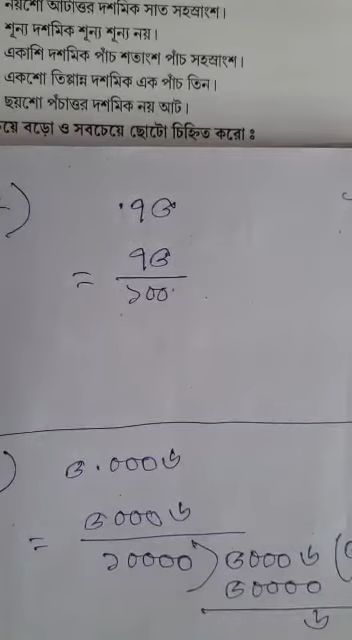 নয়শো আটাত্তর দশমিক সাত সহস্রাংশ।
শূন্য দশমিক শূন্য শূন্য নয়।
একাশি দশমিক পাঁচ শতাংশ পাঁচ সহস্রাংশ।
একশো তিপ্পান্ন দশমিক এক পাঁচ তিন।
ছয়শো পঁচাত্তর দশমিক নয় আট।
বড়ো ও সবচেয়ে ছোটো চিহ্নিত করো :
.৭৫
= ৭৫
১০০
৫.০০০৬
= ৫০০০৬
১০০০০) ৫০০০৬ (
৫০০০০
৬